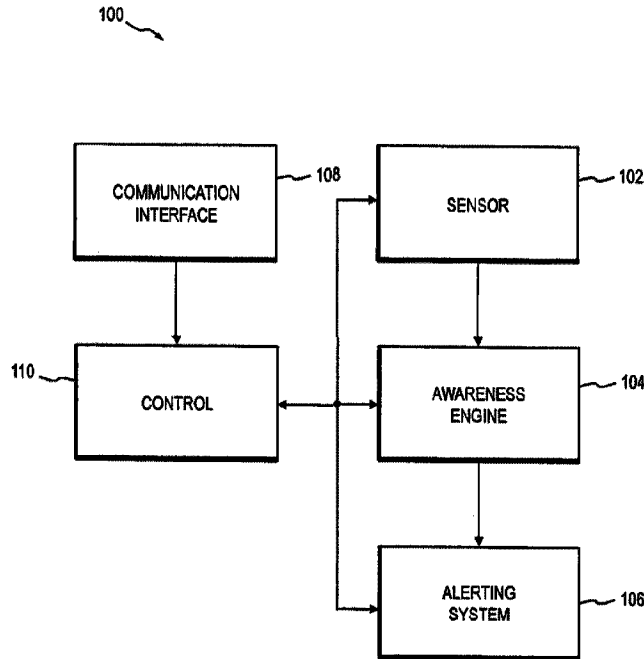 100
COMMUNICATION
INTERFACE
108
SENSOR
102
110
CONTROL
AWARENESS
ENGINE
104
ALERTING
SYSTEM
106